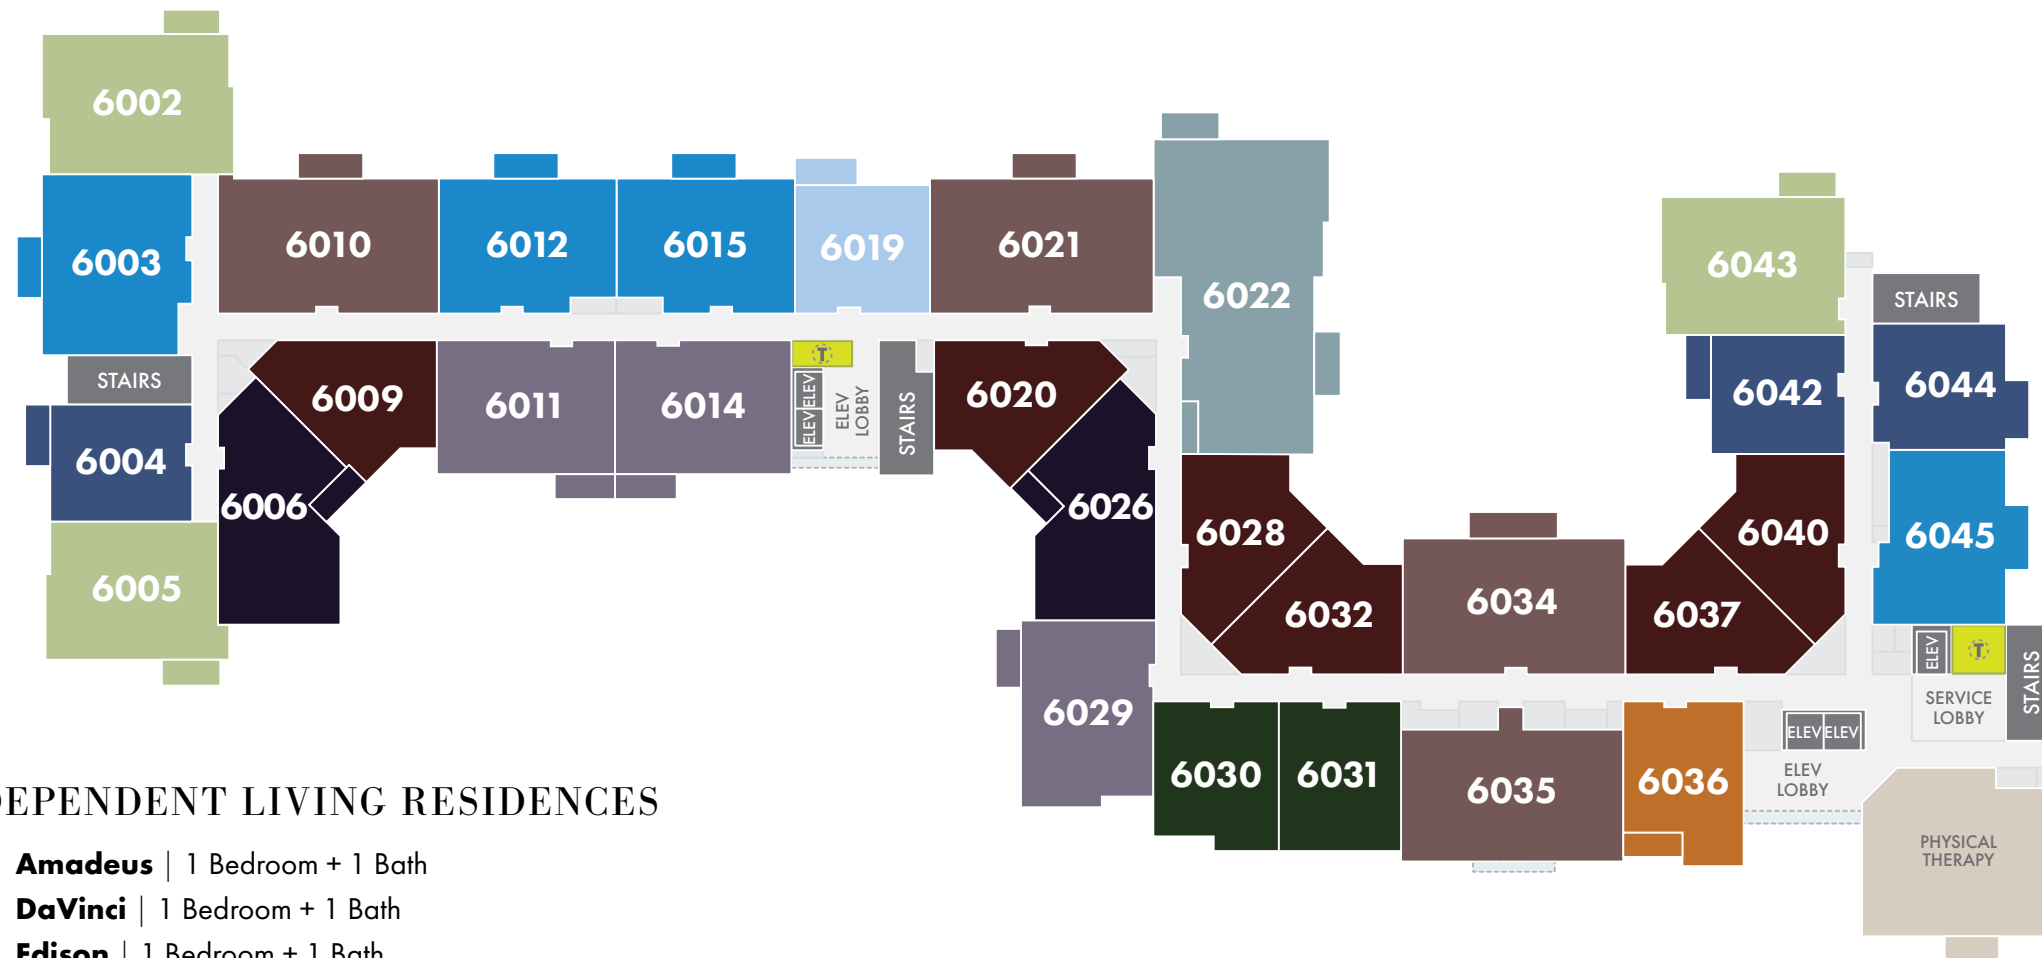 6002
6003
STAIRS
6004
6005
6006
6009
6010
6011
6012
6014
6015
6019
T
ELEV
ELEV
ELEV
LOBBY
STAIRS
6020
6021
6022
6026
6028
6029
6030
6031
6032
6034
6035
6036
6037
6040
6042
6043
STAIRS
6044
6045
ELEV
T
STAIRS
SERVICE
LOBBY
ELEV ELEV
ELEV
LOBBY
PHYSICAL
THERAPY
EPENDENT LIVING RESIDENCES
Amadeus | 1 Bedroom + 1 Bath
DaVinci | 1 Bedroom + 1 Bath
Edison | 1 Bedroom + 1 Bath